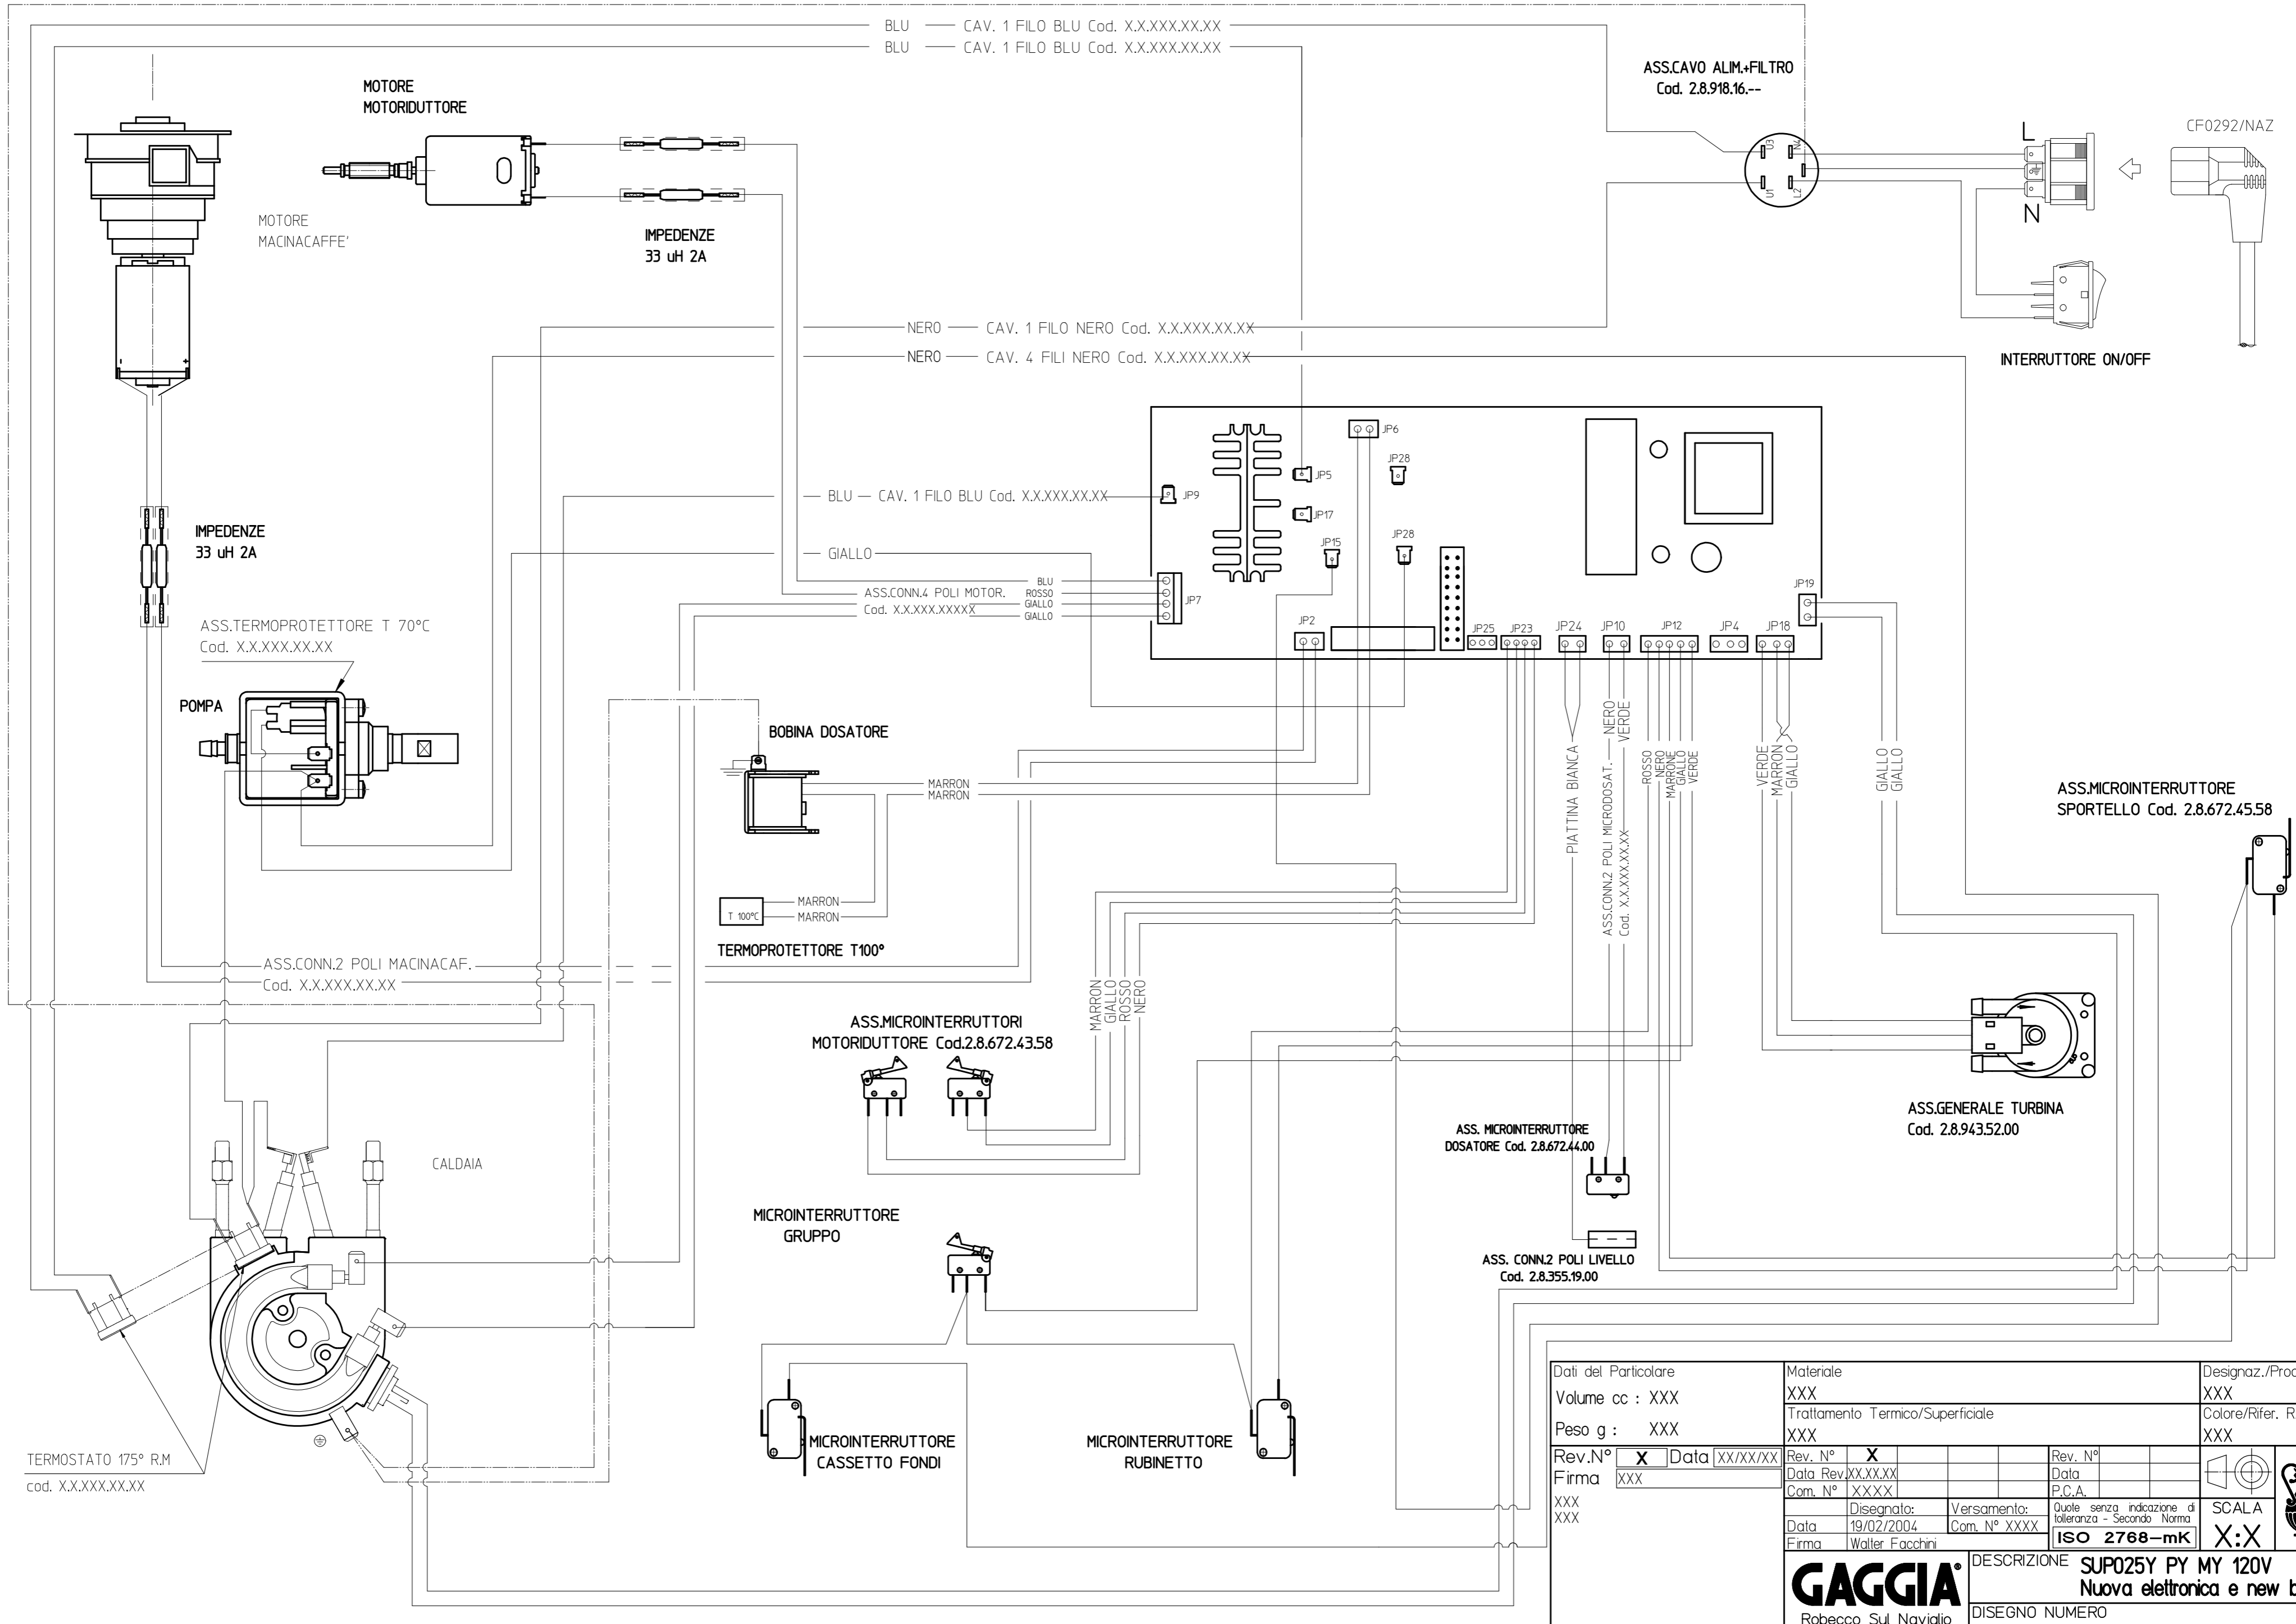 BLU CAV. 1 FILO BLU Cod. X.X.XXX.XX.XX
BLU CAV. 1 FILO BLU Cod. X.X.XXX.XX.XX
ASS.CAVO ALIM.+FILTRO
Cod. 2.8.918.16.--
MOTORE
MOTORIDUTTORE
CF0292/NAZ
L
N
U3
N4
U1
L2
MOTORE
MACINACAFFE'
IMPEDENZE
33 uH 2A
INTERRUTTORE ON/OFF
NERO CAV. 1 FILO NERO Cod. X.X.XXX.XX.XX
NERO CAV. 4 FILI NERO Cod. X.X.XXX.XX.XX
- +
JP6
JP28
JP5
JP9
BLU CAV. 1 FILO BLU Cod. X.X.XXX.XX.XX
JP17
JP15
JP28
IMPEDENZE
33 uH 2A
GIALLO
BLU
ROSSO
GIALLO
GIALLO
ASS.CONN.4 POLI MOTOR.
Cod. X.X.XXX.XXXXX
JP7
JP19
JP2
JP25
JP23
JP24
JP10
JP12
JP4
JP18
ASS.TERMOPROTETTORE T 70°C
Cod. X.X.XXX.XX.XX
POMPA
BOBINA DOSATORE
MARRON
MARRON
PIATTINA BIANCA
ASS.CONN.2 POLI MICRODOSAT. NERO
Cod. X.X.XXX.XX.XX VERDE
ROSSO
NERO
MARRONE
GIALLO
VERDE
VERDE
MARRON
GIALLO
GIALLO
GIALLO
ASS.MICROINTERRUTTORE
SPORTELLO Cod. 2.8.672.45.58
MARRON
MARRON
T 100°C
TERMOPROTETTORE T100°
ASS.CONN.2 POLI MACINACAF.
Cod. X.X.XXX.XX.XX
MARRON
GIALLO
ROSSO
NERO
ASS.MICROINTERRUTTORI
MOTORIDUTTORE Cod.2.8.672.43.58
ASS.GENERALE TURBINA
Cod. 2.8.943.52.00
ASS. MICROINTERRUTTORE
DOSATORE Cod. 2.8.672.44.00
CALDAIA
MICROINTERRUTTORE
GRUPPO
ASS. CONN.2 POLI LIVELLO
Cod. 2.8.355.19.00
MICROINTERRUTTORE
CASSETTO FONDI
MICROINTERRUTTORE
RUBINETTO
TERMOSTATO 175° R.M
cod. X.X.XXX.XX.XX
Dati del Particolare
Volume cc : XXX
Peso g : XXX
Rev.N° X Data XX/XX/XX
Firma XXX
XXX
XXX
Materiale
XXX
Trattamento Termico/Superficiale
XXX
Designaz./Proc
XXX
Colore/Rifer. R
XXX
Rev. N° X Rev. N°
Data Rev. XX.XX.XX Data
Com. N° XXXX P.C.A.
Disegnato: Versamento:
Data 19/02/2004 Com. N° XXXX
Firma Walter Facchini
Quote senza indicazione di
tolleranza - Secondo Norma
ISO 2768-mK
SCALA
X:X
GAGGIA®
Robecco Sul Naviglio
DESCRIZIONE SUP025Y PY MY 120V
Nuova elettronica e new b
DISEGNO NUMERO